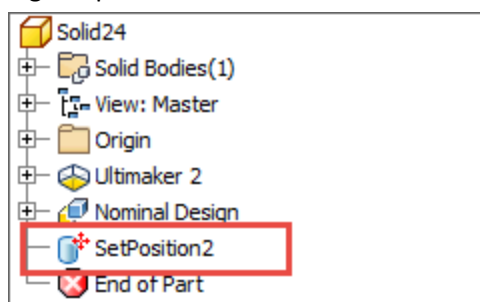 Solid24
Solid Bodies(1)
View: Master
Origin
Ultimaker 2
Nominal Design
SetPosition2
End of Part